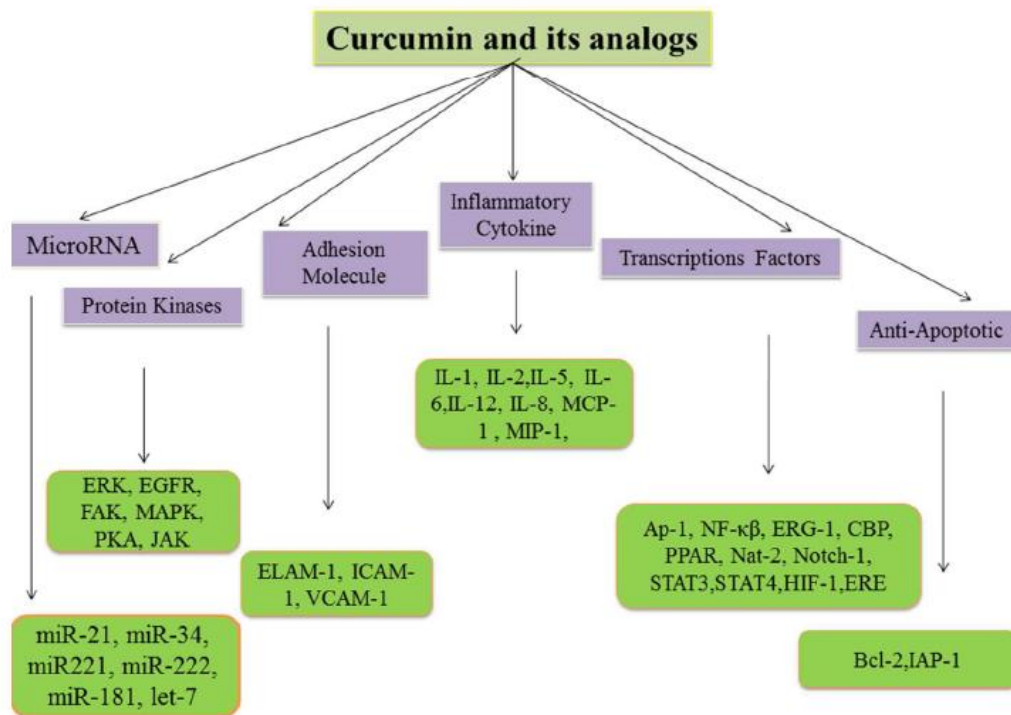 Curcumin and its analogs
MicroRNA
Protein Kinases
Adhesion
Molecule
Inflammatory
Cytokine
Transcriptions Factors
Anti-Apoptotic
IL-1, IL-2,IL-5, IL-
6,IL-12, IL-8, MCP-
1 , MIP-1,
ERK, EGFR,
FAK, MAPK,
PKA, JAK
ELAM-1, ICAM-
1, VCAM-1
Ap-1, NF-κβ, ERG-1, CBP,
PPAR, Nat-2, Notch-1,
STAT3,STAT4,HIF-1,ERE
miR-21, miR-34,
miR221, miR-222,
miR-181, let-7
Bcl-2,IAP-1